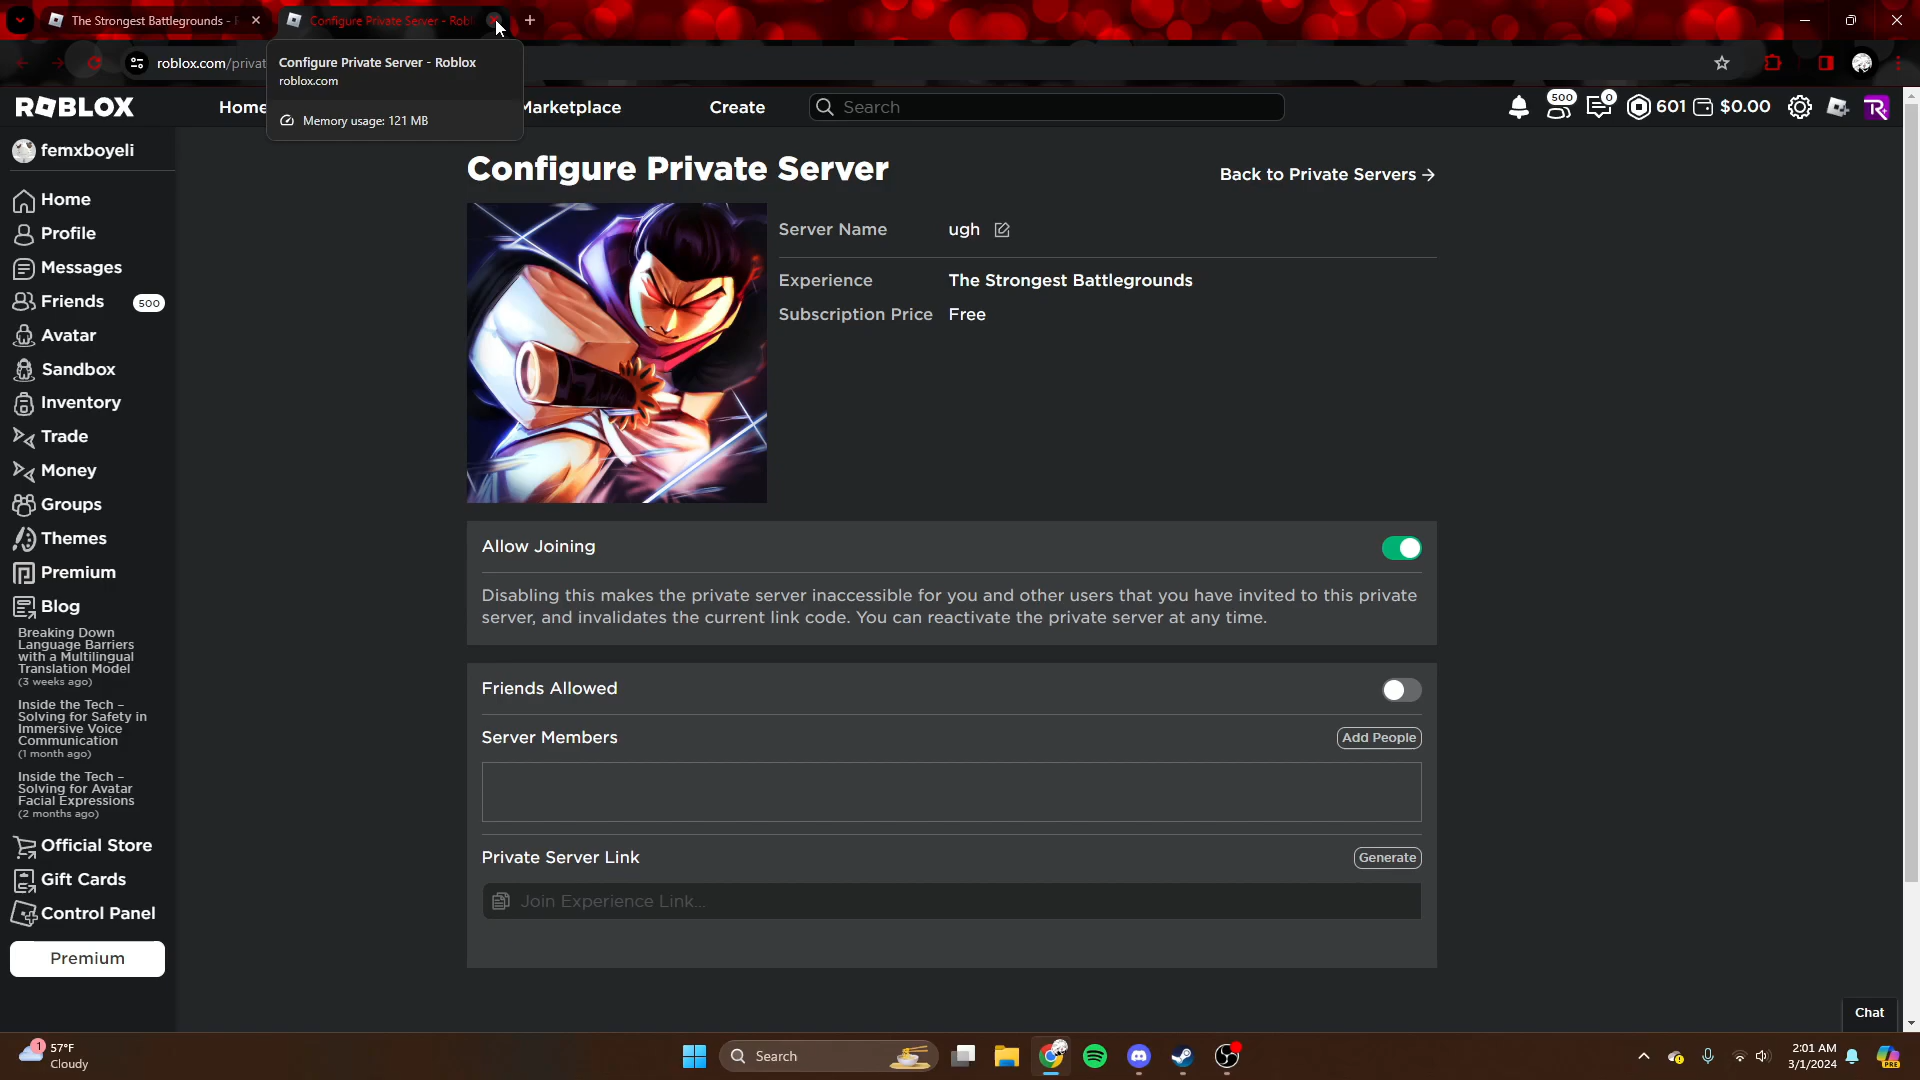 The Strongest Battlegrounds -
Configure Private Server - Rob
roblox.com/privat
Configure Private Server - Roblox
roblox.com
Memory usage: 121 MB
ROBLOX
Home
Marketplace
Create
Search
500
0
601
$0.00
femxboyeli
Home
Profile
Messages
Friends
500
Avatar
Sandbox
Inventory
Trade
Money
Groups
Themes
Premium
Blog
Breaking Down
Language Barriers
with a Multilingual
Translation Model
(3 weeks ago)
Inside the Tech –
Solving for Safety in
Immersive Voice
Communication
(1 month ago)
Inside the Tech –
Solving for Avatar
Facial Expressions
(2 months ago)
Official Store
Gift Cards
Control Panel
Premium
Configure Private Server
Back to Private Servers →
Server Name ugh
Experience The Strongest Battlegrounds
Subscription Price Free
Allow Joining
Disabling this makes the private server inaccessible for you and other users that you have invited to this private
server, and invalidates the current link code. You can reactivate the private server at any time.
Friends Allowed
Server Members
Add People
Private Server Link
Generate
Join Experience Link...
Chat
1
57°F
Cloudy
Search
2:01 AM
3/1/2024
PRE